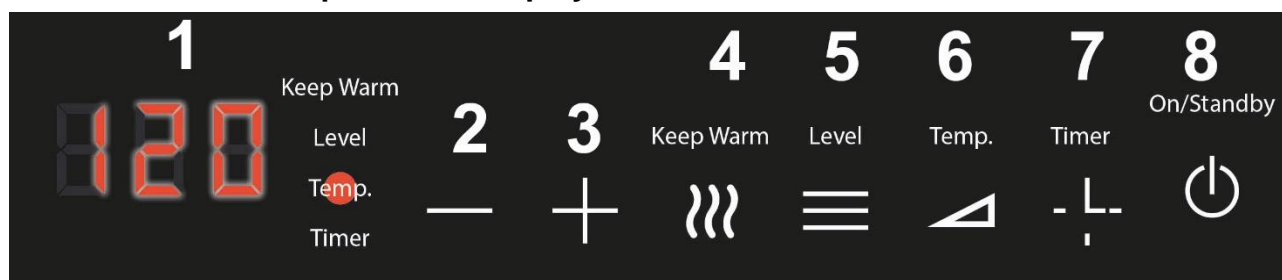 1
120
Keep Warm
Level
Temp.
Timer
2
3
4
Keep Warm
5
Level
6
Temp.
7
Timer
8
On/Standby